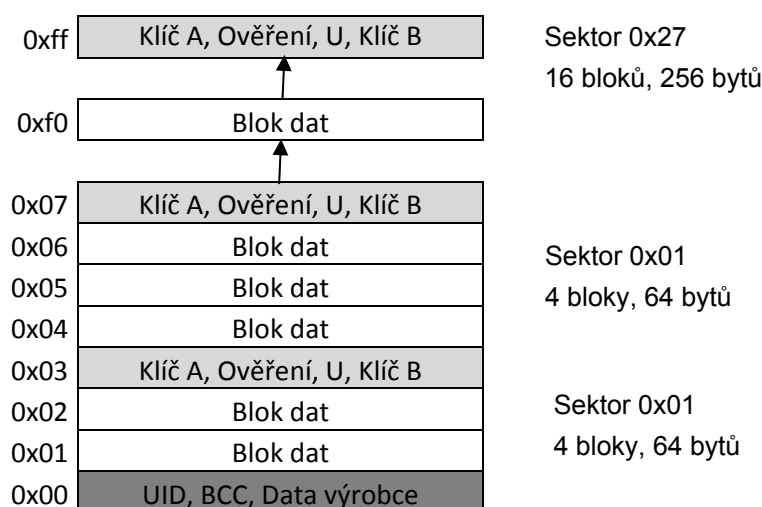 0xff Klíč A, Ověření, U, Klíč B Sektor 0x27
16 bloků, 256 bytů
0xf0 Blok dat
0x07 Klíč A, Ověření, U, Klíč B
0x06 Blok dat Sektor 0x01
0x05 Blok dat 4 bloky, 64 bytů
0x04 Blok dat
0x03 Klíč A, Ověření, U, Klíč B
0x02 Blok dat Sektor 0x01
0x01 Blok dat 4 bloky, 64 bytů
0x00 UID, BCC, Data výrobce